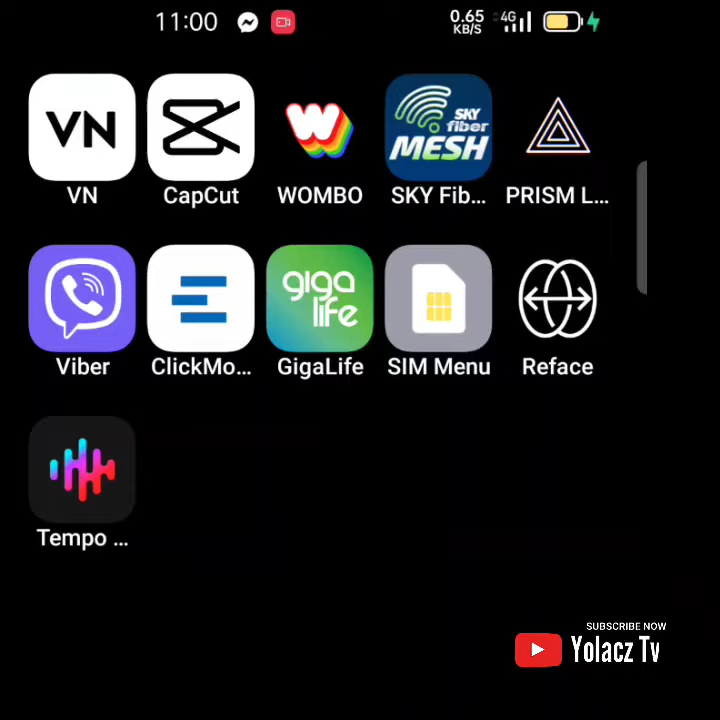 11:00
0.65
KB/S
4G
VN
W
SKY
fiber
MESH
VN
CapCut
WOMBO
SKY Fib...
PRISM L...
giga
life
Viber
ClickMo...
GigaLife
SIM Menu
Reface
Tempo ...
SUBSCRIBE NOW
Yolacz Tv